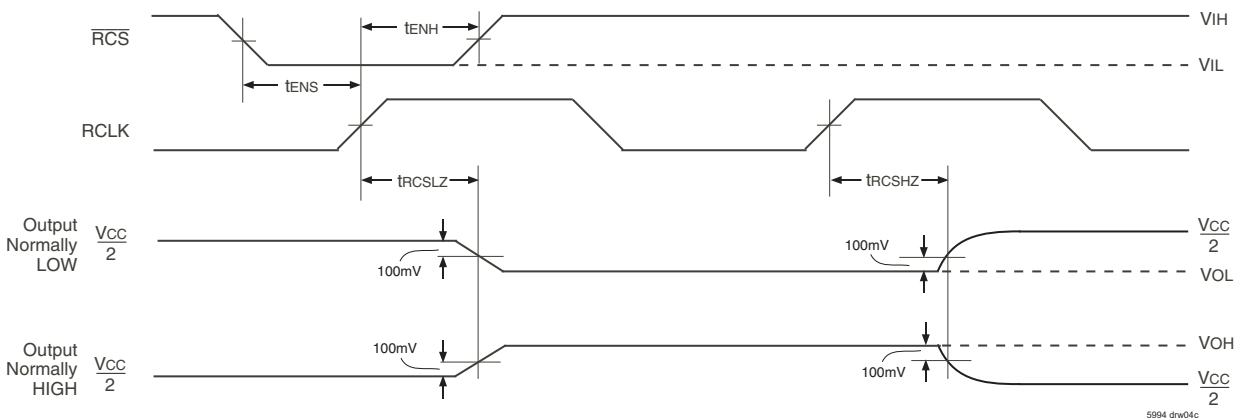 tENH
VIH
RCS
VIL
tENS
RCLK
tRCSLZ
tRCSHZ
Output
Normally
LOW
VCC
2
100mV
100mV
VCC
2
VOL
Output
Normally
HIGH
VCC
2
100mV
100mV
VOH
VCC
2
5994 drw04c